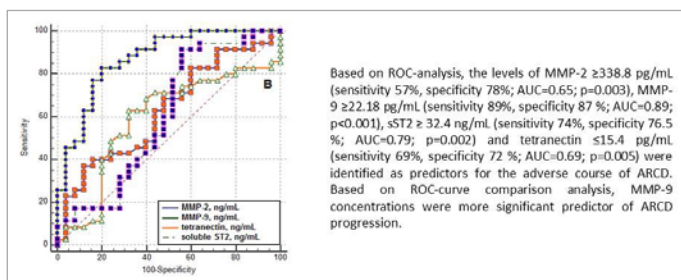 100
80
60
40
20
0
Sensitivity
B
MMP-2, ng/mL
MMP-9, ng/mL
tetranectin, ng/mL
soluble ST2, ng/mL
0 20 40 60 80 100
100-Specificity
Based on ROC-analysis, the levels of MMP-2 ≥338.8 pg/mL
(sensitivity 57%, specificity 78%; AUC=0.65; p=0.003), MMP-
9 ≥22.18 pg/mL (sensitivity 89%, specificity 87 %; AUC=0.89;
p<0.001), sST2 ≥ 32.4 ng/mL (sensitivity 74%, specificity 76.5
%; AUC=0.79; p=0.002) and tetranectin ≤15.4 pg/mL
(sensitivity 69%, specificity 72 %; AUC=0.69; p=0.005) were
identified as predictors for the adverse course of ARCD.
Based on ROC-curve comparison analysis, MMP-9
concentrations were more significant predictor of ARCD
progression.